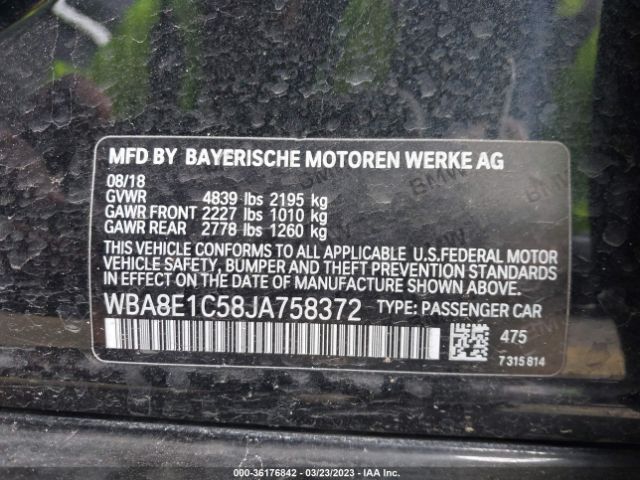 MFD BY BAYERISCHE MOTOREN WERKE AG
08/18
GVWR 4839 lbs 2195 kg
GAWR FRONT 2227 lbs 1010 kg
GAWR REAR 2778 lbs 1260 kg
THIS VEHICLE CONFORMS TO ALL APPLICABLE U.S.FEDERAL MOTOR
VEHICLE SAFETY, BUMPER AND THEFT PREVENTION STANDARDS
IN EFFECT ON THE DATE OF MANUFACTURE SHOWN ABOVE.
WBA8E1C58JA758372 TYPE: PASSENGER CAR
475
7 315 814
000-36176842 - 03/23/2023 - IAA Inc.